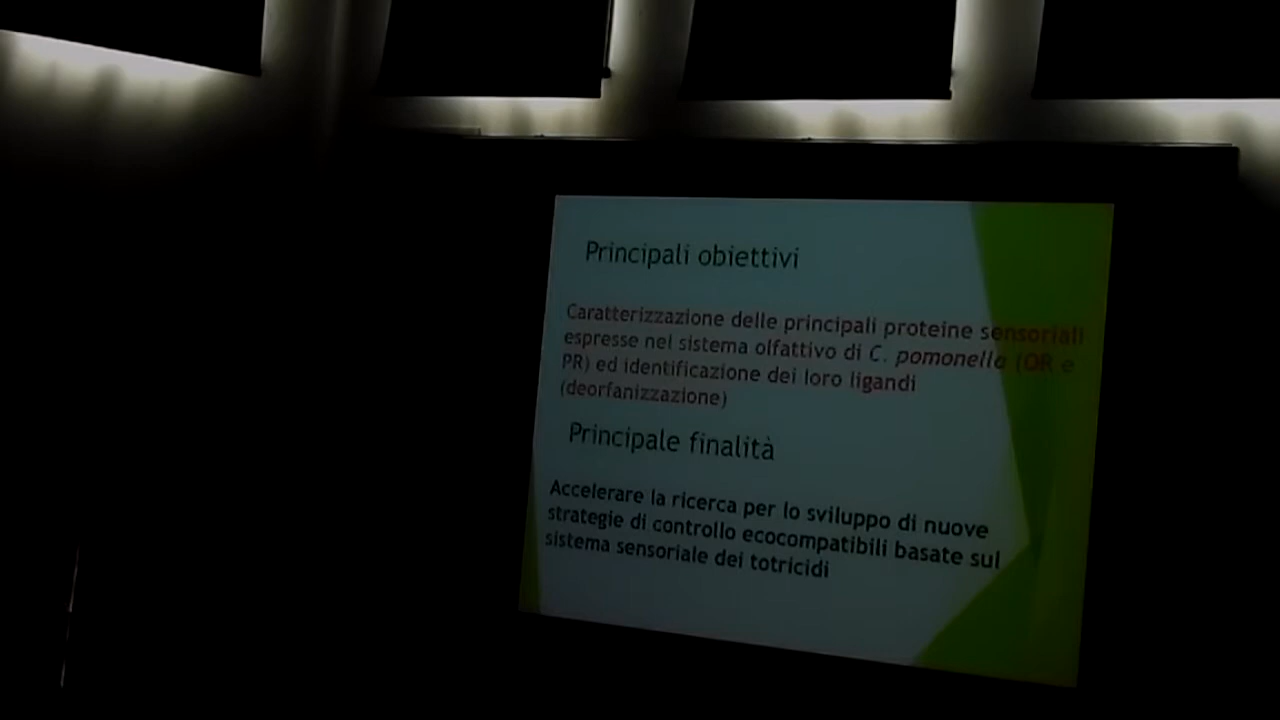 Principali obiettivi
Caratterizzazione delle principali proteine sensoriali
espresse nel sistema olfattivo di C. pomonella (OR e
PR) ed identificazione dei loro ligandi
(deorfanizzazione)
Principale finalità
Accelerare la ricerca per lo sviluppo di nuove
strategie di controllo ecocompatibili basate sul
sistema sensoriale dei totricidi